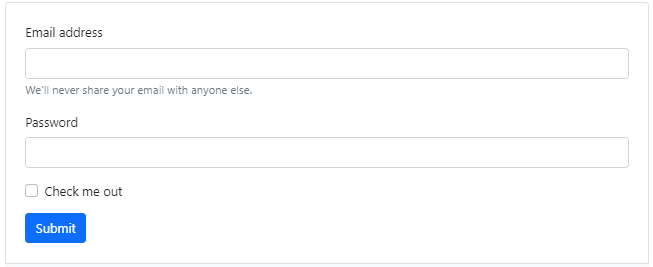 Email address
We'll never share your email with anyone else.
Password
Check me out
Submit